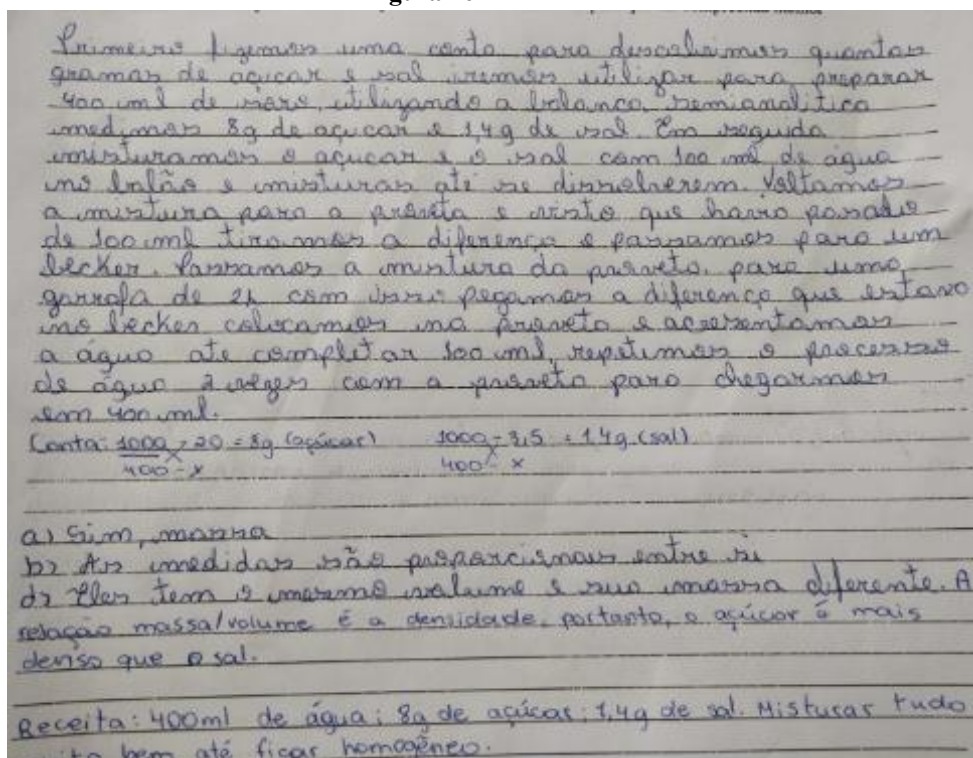 Primeiro fizemos uma conta para descobrirmos quantas
gramas de açúcar e sal iremos utilizar para preparar
400 ml de soro, utilizando a balança semianalítica
medimos 8g de açúcar e 1,4g de sal. Em seguida
misturamos o açúcar e o sal com 100 ml de água
no balão e misturas até se dissolverem. Voltamos
a mistura para a proveta e visto que havia passado
de 100 ml tiramos a diferença e passamos para um
becker. Passamos a mistura da proveta, para uma
garrafa de 2L com isso pegamos a diferença que estava
no becker colocamos na proveta e acrescentamos
a água até completar 100 ml, repetimos o processo
de água 2 vezes com a proveta para chegarmos
em 400 ml.
Conta: 1000 - 20 = 8g (açúcar) 1000 - 3,5 = 1,4g (sal)
400 - x 400 - x
a) Sim, massa
b) As medidas são proporcionais entre si
d) Eles tem o mesmo volume e sua massa diferente. A
relação massa/volume é a densidade, portanto, o açúcar é mais
denso que o sal.
Receita: 400ml de água; 8g de açúcar; 1,4g de sal. Misturar tudo
bem até ficar homogêneo.